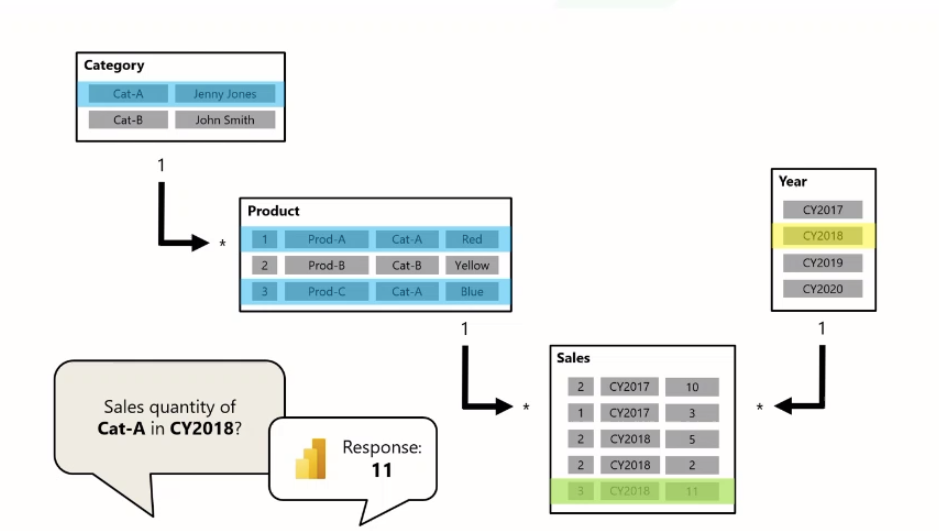 Category
Cat-A Jenny Jones
Cat-B John Smith
1
*
Product
1 Prod-A Cat-A Red
2 Prod-B Cat-B Yellow
3 Prod-C Cat-A Blue
1
*
Year
CY2017
CY2018
CY2019
CY2020
1
*
Sales
2 CY2017 10
1 CY2017 3
2 CY2018 5
2 CY2018 2
3 CY2018 11
Sales quantity of
Cat-A in CY2018?
Response:
11